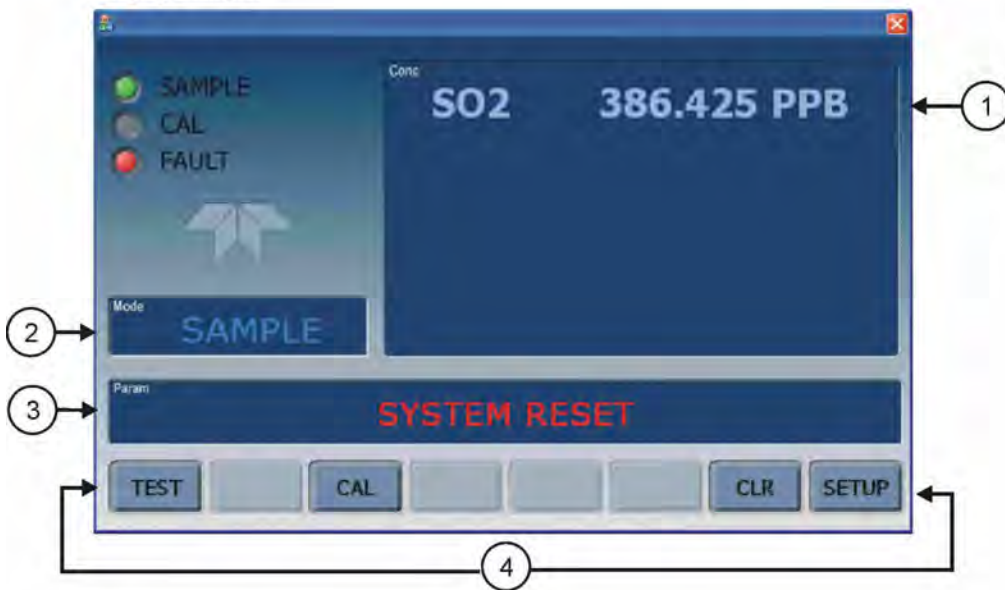 SAMPLE
CAL
FAULT
Conc
SO2 386.425 PPB
1
Mode
SAMPLE
2
Param
SYSTEM RESET
3
TEST CAL CLR SETUP
4